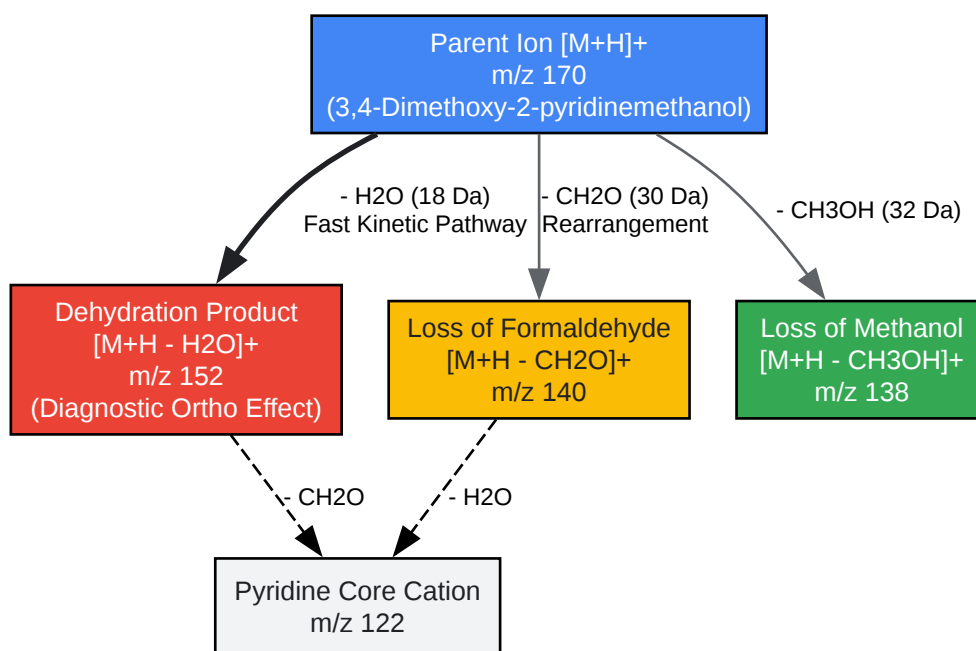 Parent Ion [M+H]+
m/z 170
(3,4-Dimethoxy-2-pyridinemethanol)
- H2O (18 Da)
Fast Kinetic Pathway
- CH2O (30 Da)
Rearrangement
- CH3OH (32 Da)
Dehydration Product
[M+H - H2O]+
m/z 152
(Diagnostic Ortho Effect)
Loss of Formaldehyde
[M+H - CH2O]+
m/z 140
Loss of Methanol
[M+H - CH3OH]+
m/z 138
- CH2O
- H2O
Pyridine Core Cation
m/z 122